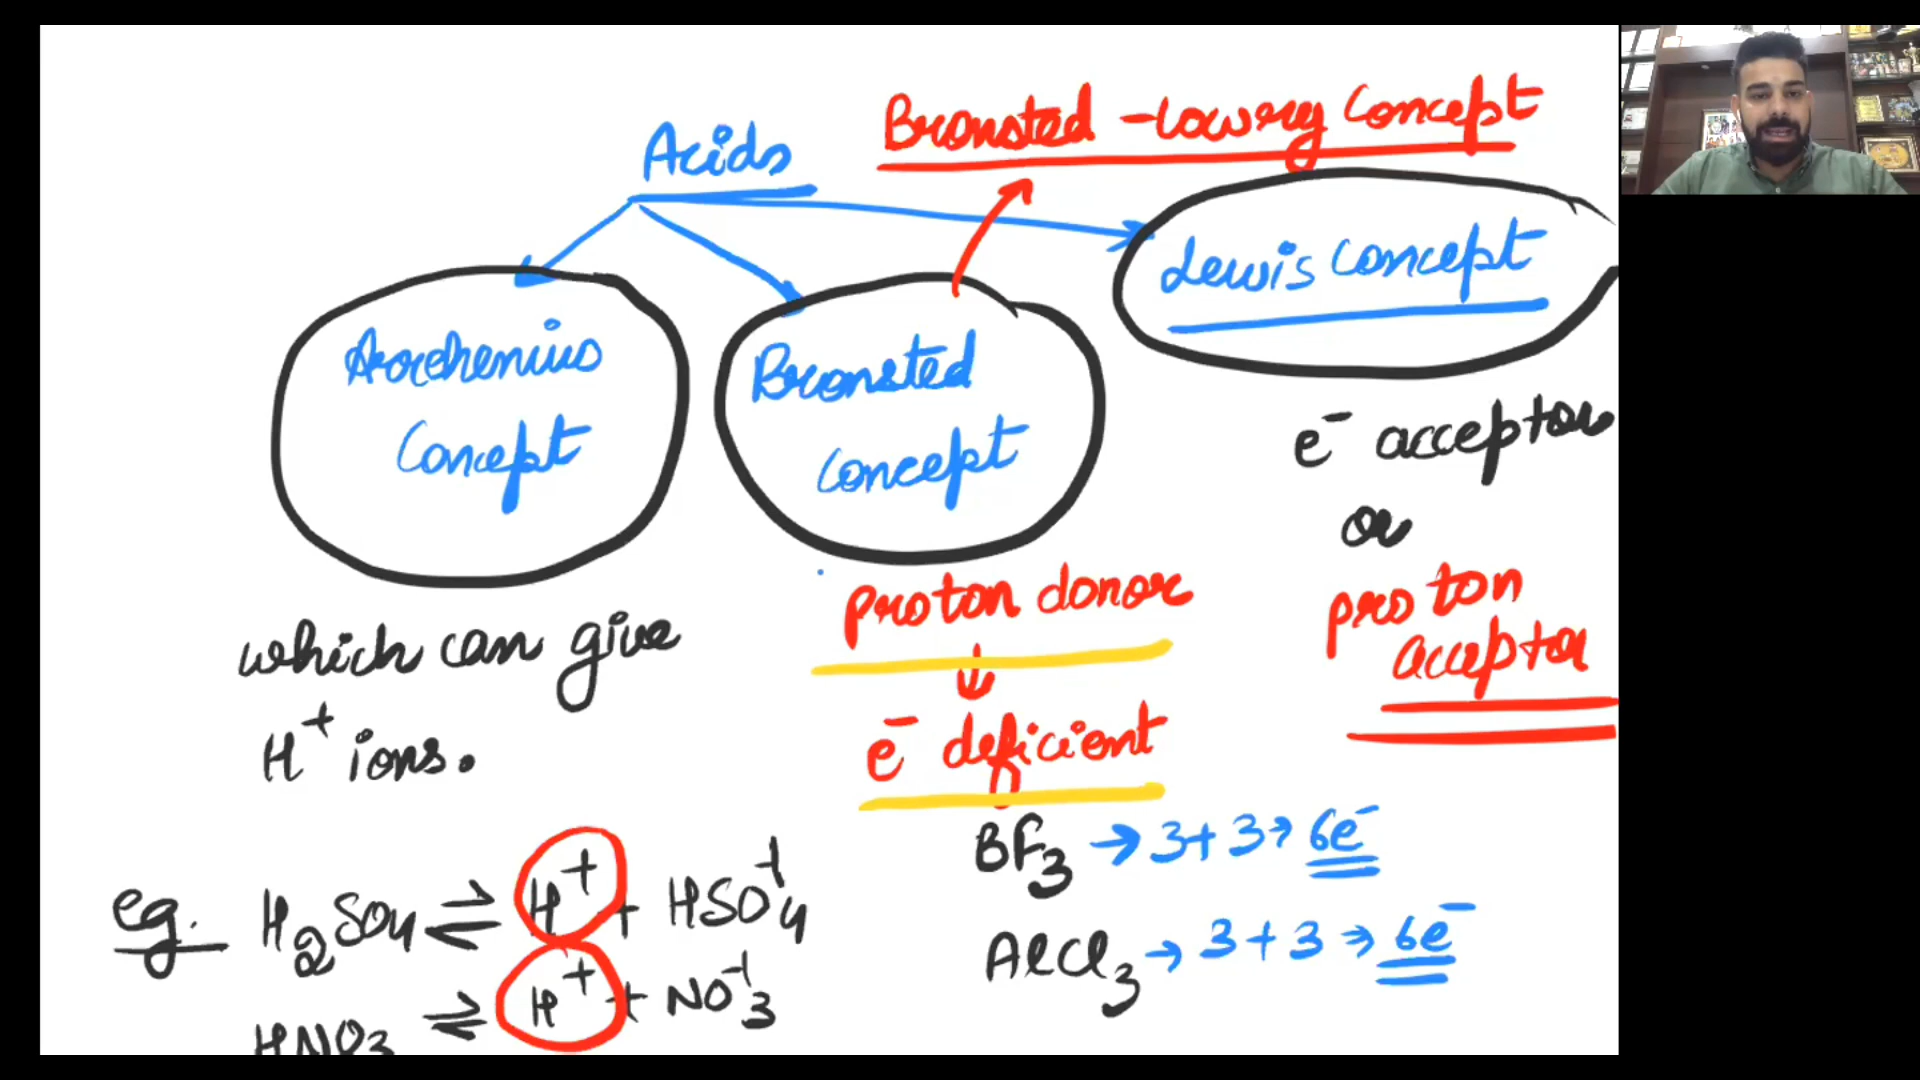 Bronsted -Lowry Concept
Acids
Lewis Concept
Arrchenius
Concept
Bronsted
Concept
e⁻ acceptor
or
proton
acceptor
proton donor
e⁻ deficient
which can give
H⁺ ions.
BF₃ → 3+3 → 6e⁻
AlCl₃ → 3+3 → 6e⁻
eg. H₂SO₄ ⇌ H⁺ + HSO₄⁻¹
HNO₃ ⇌ H⁺ + NO₃⁻¹